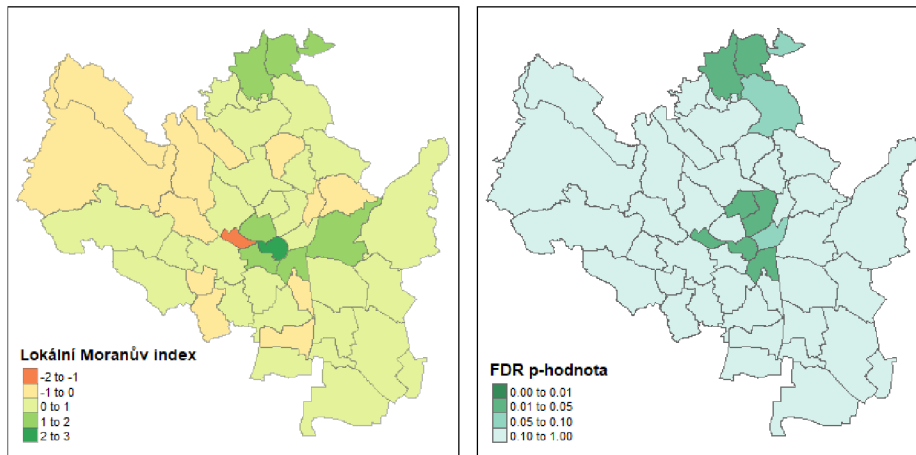 Lokální Moranův index
-2 to -1
-1 to 0
0 to 1
1 to 2
2 to 3
FDR p-hodnota
0.00 to 0.01
0.01 to 0.05
0.05 to 0.10
0.10 to 1.00